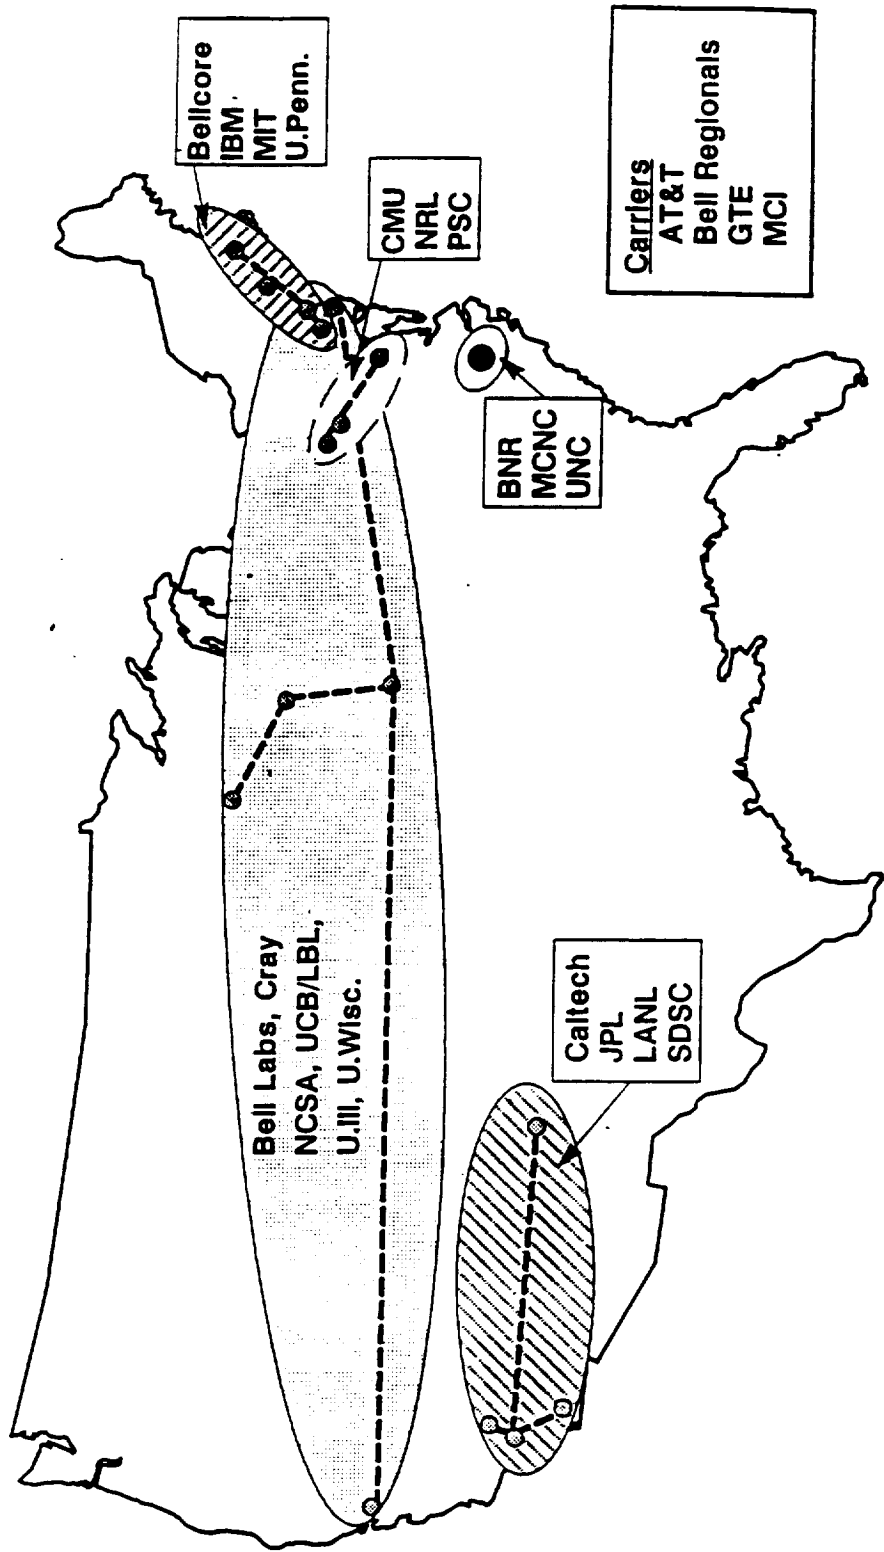 Bellcore
IBM
MIT
U.Penn.
CMU
NRL
PSC
BNR
MCNC
UNC
Bell Labs, Cray
NCSA, UCB/LBL,
U.Ill, U.Wisc.
Caltech
JPL
LANL
SDSC
Carriers
AT&T
Bell Regionals
GTE
MCI